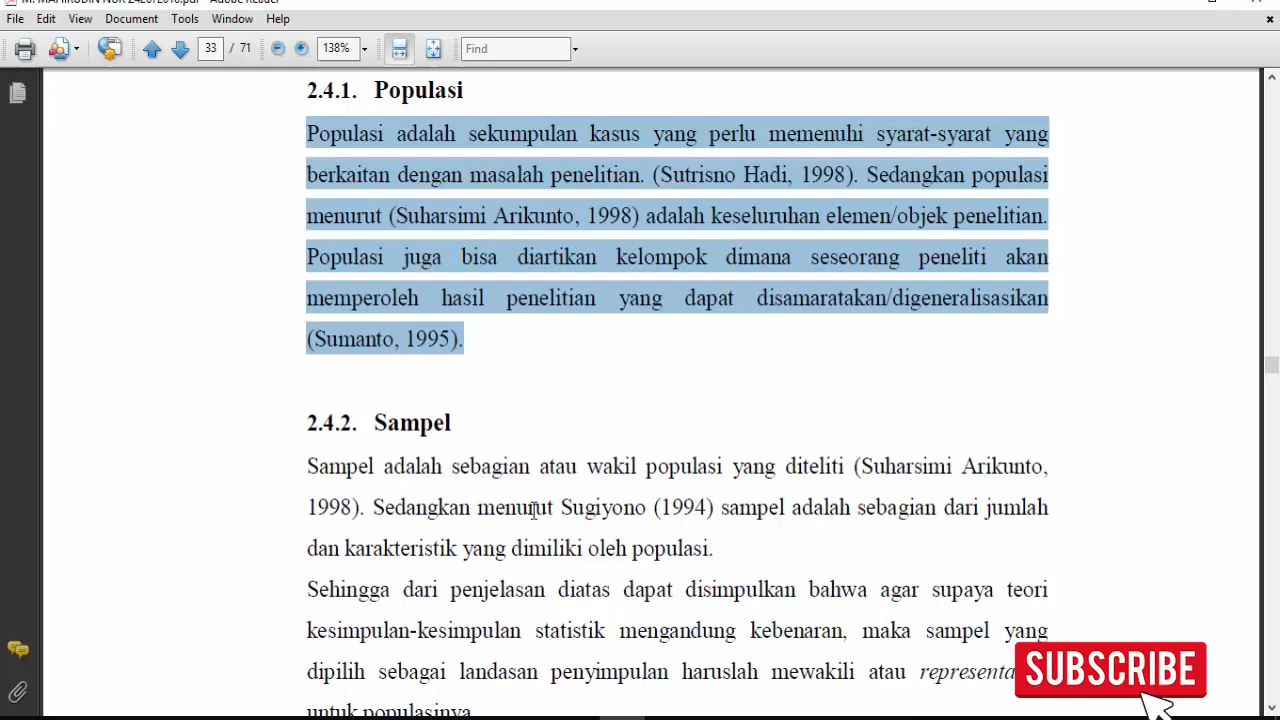 File Edit View Document Tools Window Help
33 / 71 138% Find
2.4.1. Populasi
Populasi adalah sekumpulan kasus yang perlu memenuhi syarat-syarat yang
berkaitan dengan masalah penelitian. (Sutrisno Hadi, 1998). Sedangkan populasi
menurut (Suharsimi Arikunto, 1998) adalah keseluruhan elemen/objek penelitian.
Populasi juga bisa diartikan kelompok dimana seseorang peneliti akan
memperoleh hasil penelitian yang dapat disamaratakan/digeneralisasikan
(Sumanto, 1995).
2.4.2. Sampel
Sampel adalah sebagian atau wakil populasi yang diteliti (Suharsimi Arikunto,
1998). Sedangkan menurut Sugiyono (1994) sampel adalah sebagian dari jumlah
dan karakteristik yang dimiliki oleh populasi.
Sehingga dari penjelasan diatas dapat disimpulkan bahwa agar supaya teori
kesimpulan-kesimpulan statistik mengandung kebenaran, maka sampel yang
dipilih sebagai landasan penyimpulan haruslah mewakili atau
untuk populasinya
SUBSCRIBE